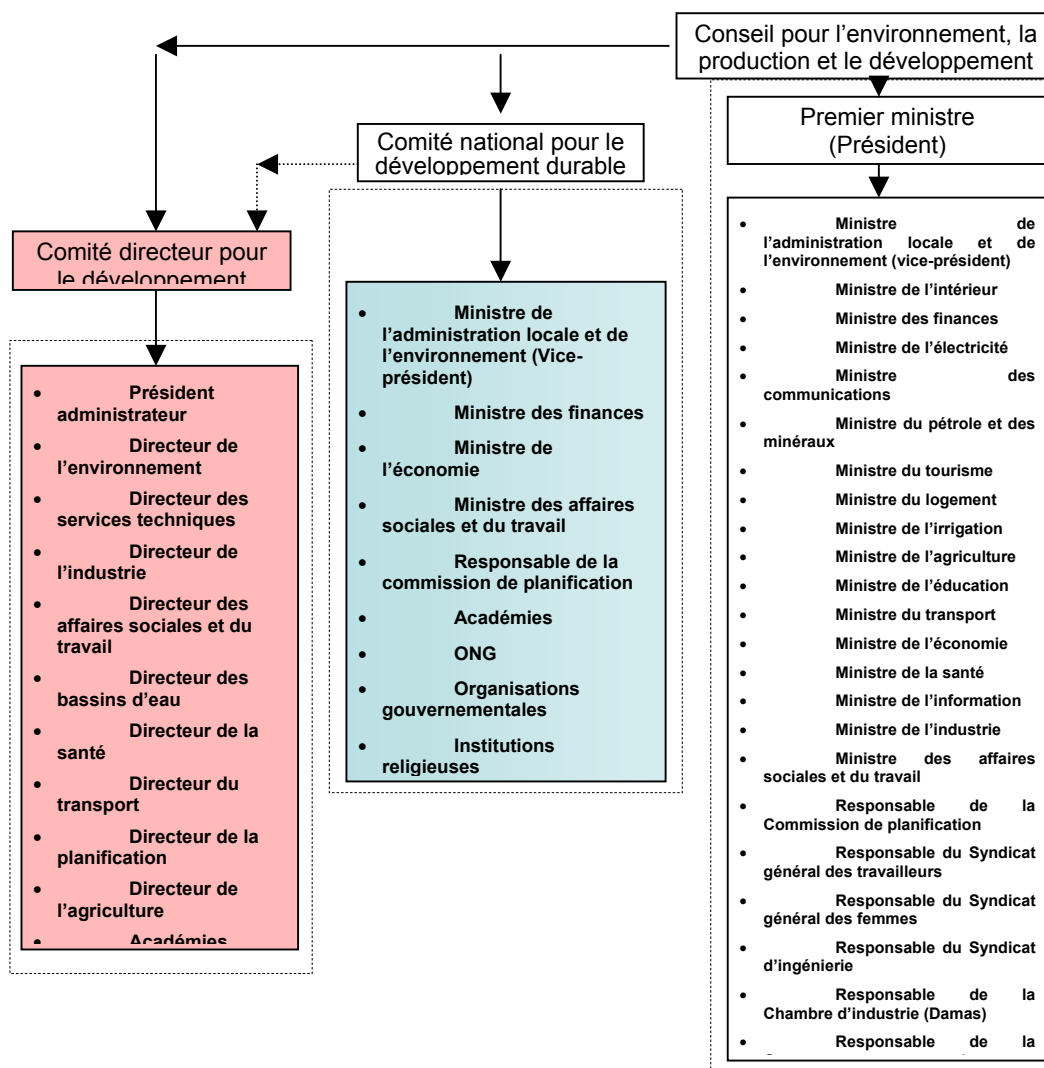 Conseil pour l’environnement, la
production et le développement
Premier ministre
(Président)
Comité national pour le
développement durable
Comité directeur pour
le développement
• Président
administrateur
• Directeur de
l’environnement
• Directeur des
services techniques
• Directeur de
l’industrie
• Directeur des
affaires sociales et du
travail
• Directeur des
bassins d’eau
• Directeur de la
santé
• Directeur du
transport
• Directeur de la
planification
• Directeur de
l’agriculture
• Académies
• Ministre de
l’administration locale et de
l’environnement (Vice-
président)
• Ministre des finances
• Ministre de
l’économie
• Ministre des affaires
sociales et du travail
• Responsable de la
commission de planification
• Académies
• ONG
• Organisations
gouvernementales
• Institutions
religieuses
• Ministre de
l’administration locale et de
l’environnement (vice-président)
• Ministre de l’intérieur
• Ministre des finances
• Ministre de l’électricité
• Ministre des
communications
• Ministre du pétrole et des
minéraux
• Ministre du tourisme
• Ministre du logement
• Ministre de l’irrigation
• Ministre de l’agriculture
• Ministre de l’éducation
• Ministre du transport
• Ministre de l’économie
• Ministre de la santé
• Ministre de l’information
• Ministre de l’industrie
• Ministre des affaires
sociales et du travail
• Responsable de la
Commission de planification
• Responsable du Syndicat
général des travailleurs
• Responsable du Syndicat
général des femmes
• Responsable du Syndicat
d’ingénierie
• Responsable de la
Chambre d’industrie (Damas)
• Responsable de la